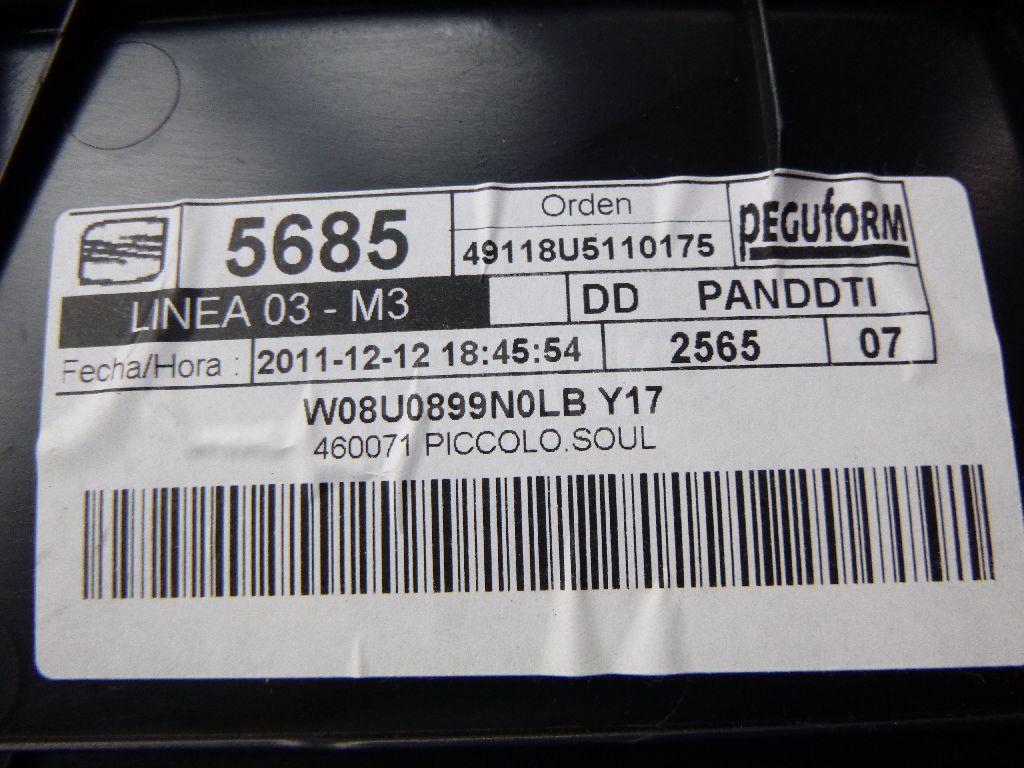 5685
Orden
49118U5110175
PEGUfORM
LINEA 03 - M3
DD PANDDTI
Fecha/Hora : 2011-12-12 18:45:54 2565 07
W08U0899N0LB Y17
460071 PICCOLO.SOUL